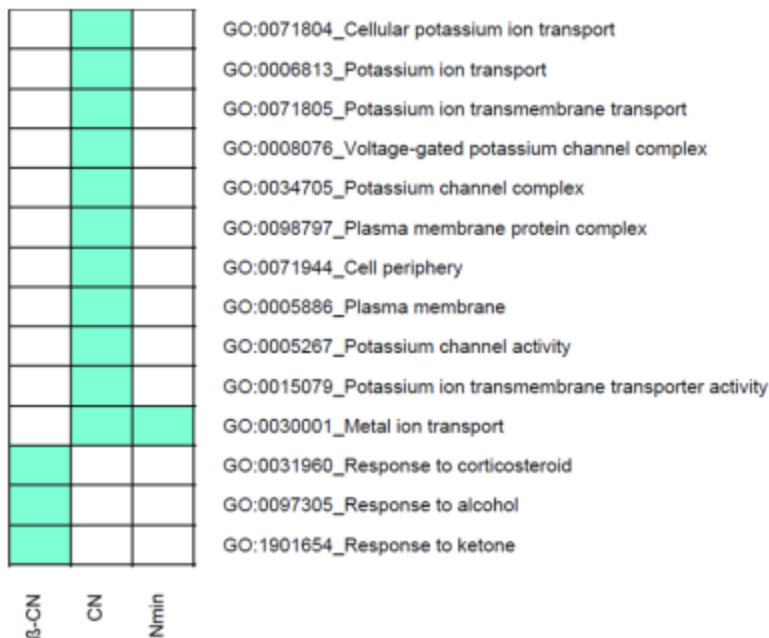 GO:0071804_Cellular potassium ion transport
GO:0006813_Potassium ion transport
GO:0071805_Potassium ion transmembrane transport
GO:0008076_Voltage-gated potassium channel complex
GO:0034705_Potassium channel complex
GO:0098797_Plasma membrane protein complex
GO:0071944_Cell periphery
GO:0005886_Plasma membrane
GO:0005267_Potassium channel activity
GO:0015079_Potassium ion transmembrane transporter activity
GO:0030001_Metal ion transport
GO:0031960_Response to corticosteroid
GO:0097305_Response to alcohol
GO:1901654_Response to ketone
ß-CN
CN
Nmin